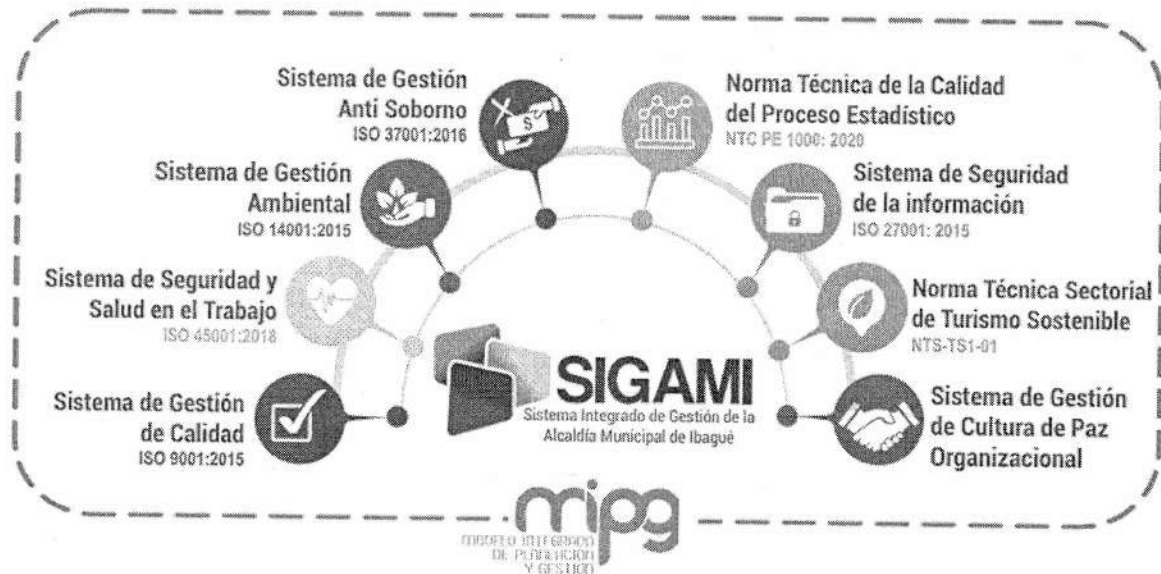 Sistema de Gestión
Anti Soborno
ISO 37001:2016
Norma Técnica de la Calidad
del Proceso Estadístico
NTC PE 1000: 2020
Sistema de Gestión
Ambiental
ISO 14001:2015
Sistema de Seguridad
de la información
ISO 27001: 2015
Sistema de Seguridad y
Salud en el Trabajo
ISO 45001:2018
Norma Técnica Sectorial
de Turismo Sostenible
NTS-TS1-01
SIGAMI
Sistema Integrado de Gestión de la
Alcaldía Municipal de Ibagué
Sistema de Gestión
de Calidad
ISO 9001:2015
Sistema de Gestión
de Cultura de Paz
Organizacional
mipg
MODELO INTEGRADO
DE PLANEACIÓN
Y GESTIÓN